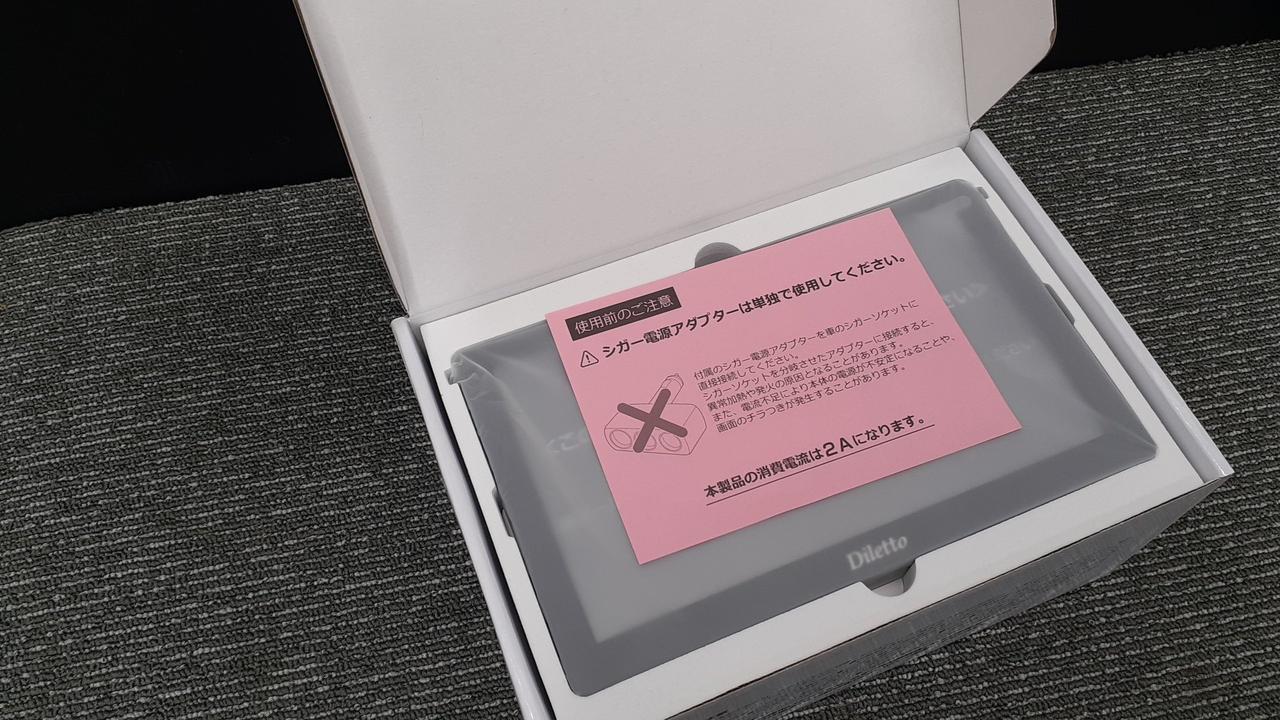 使用前のご注意
シガー電源アダプターは単独で使用してください。
付属のシガー電源アダプターを車のシガーソケットに
直接接続してください。
シガーソケットを分岐させたアダプターに接続すると、
異常加熱や発火の原因となることがあります。
また、電流不足により本体の電源が不安定になることや、
画面のチラつきが発生することがあります。
本製品の消費電流は2Aになります。
Diletto